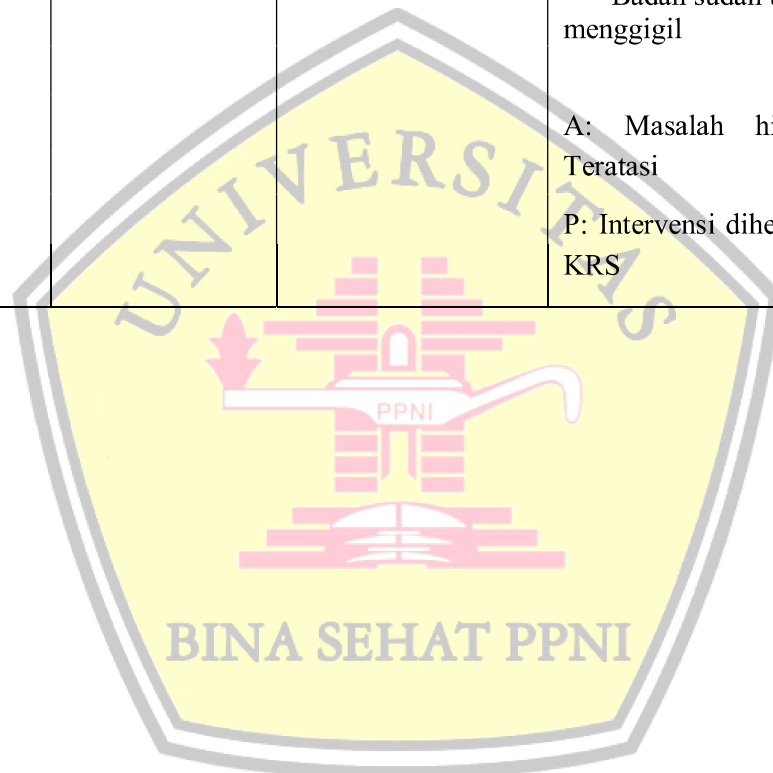 menggigil
A: Masalah
Teratasi
P: Intervensi
KRS
UNIVERSITAS
PPNI
BINA SEHAT PPNI